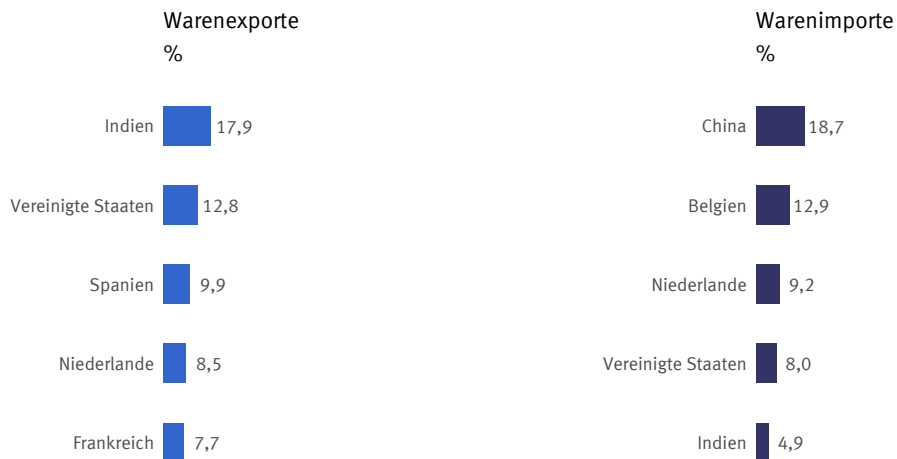 Warenexporte
%
Indien 17,9
Vereinigte Staaten 12,8
Spanien 9,9
Niederlande 8,5
Frankreich 7,7
Warenimporte
%
China 18,7
Belgien 12,9
Niederlande 9,2
Vereinigte Staaten 8,0
Indien 4,9